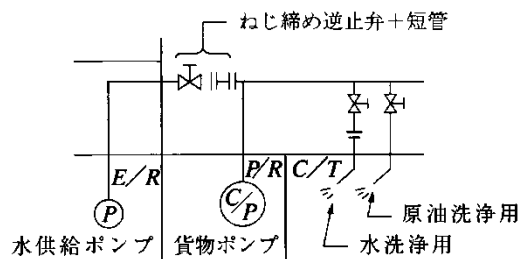 ねじ締め逆止弁+短管
E/R
P/R
C/T
P
C/P
原油洗浄用
水供給ポンプ
貨物ポンプ
水洗浄用